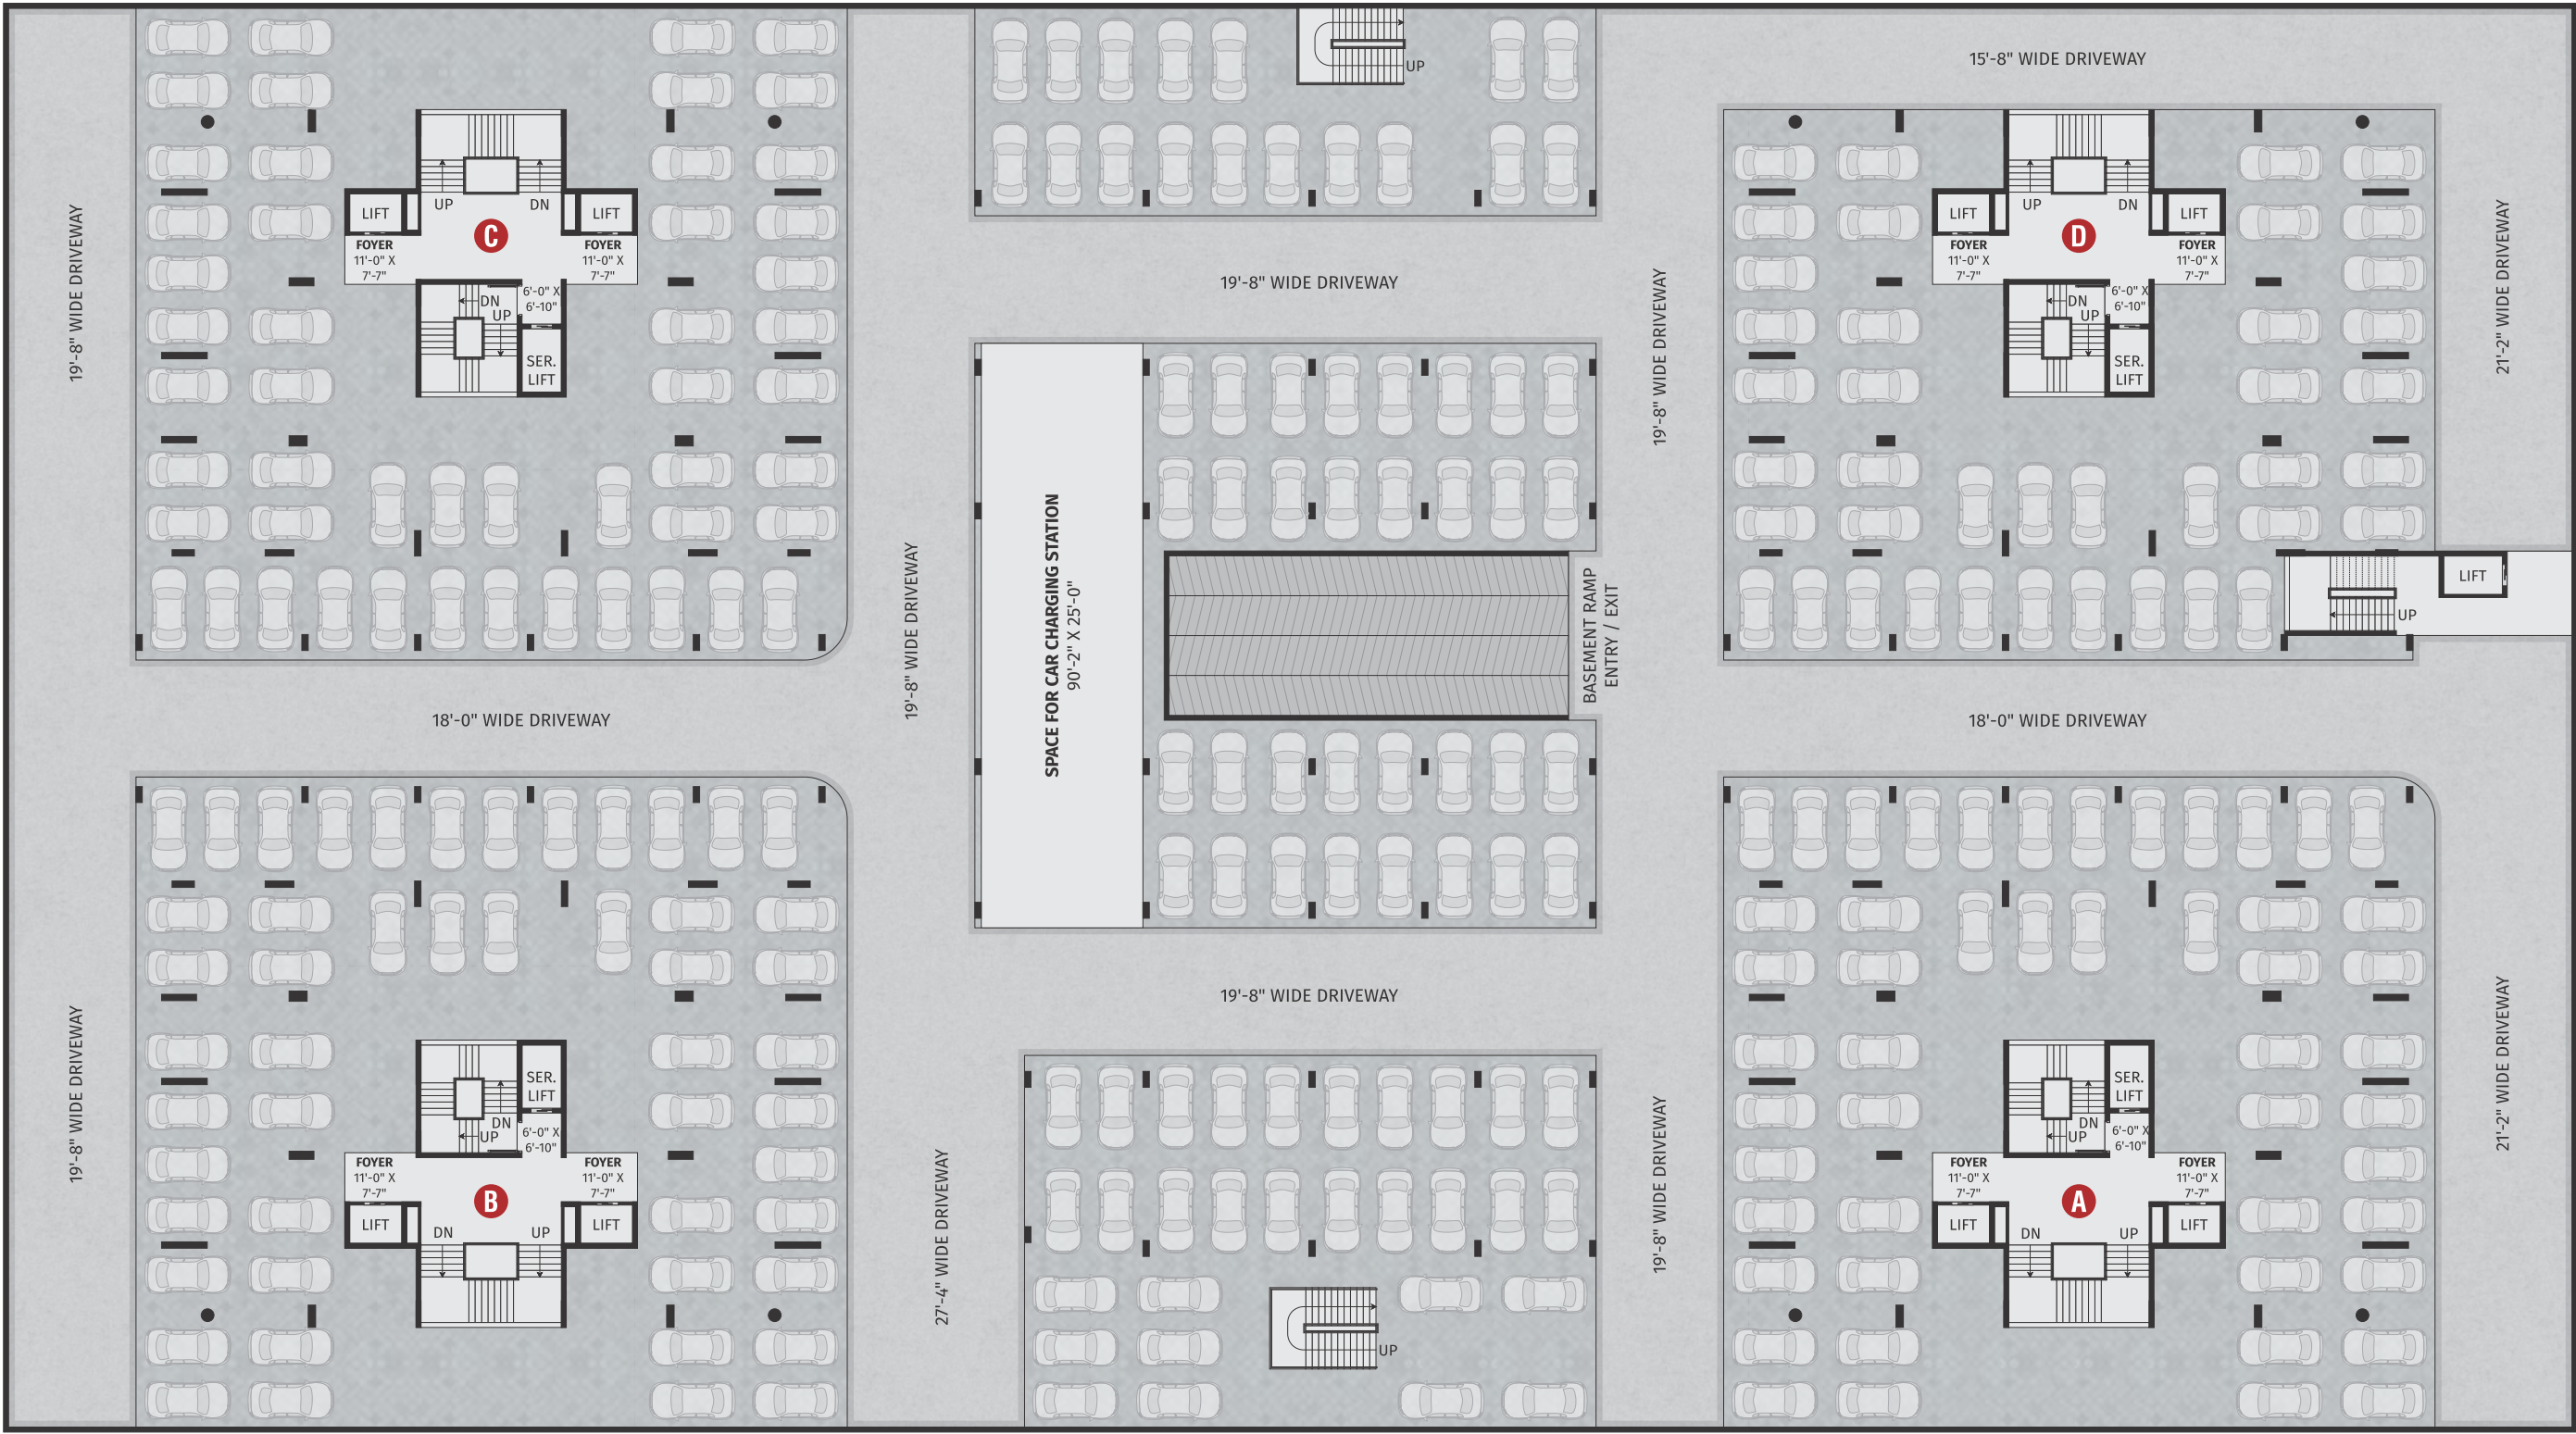 15'-8" WIDE DRIVEWAY
UP
19'-8" WIDE DRIVEWAY
UP
DN
LIFT
LIFT
C
FOYER
11'-0" X
7'-7"
FOYER
11'-0" X
7'-7"
DN
UP
6'-0" X
6'-10"
SER.
LIFT
19'-8" WIDE DRIVEWAY
19'-8" WIDE DRIVEWAY
UP
DN
LIFT
LIFT
D
FOYER
11'-0" X
7'-7"
FOYER
11'-0" X
7'-7"
DN
UP
6'-0" X
6'-10"
SER.
LIFT
21'-2" WIDE DRIVEWAY
LIFT
UP
19'-8" WIDE DRIVEWAY
SPACE FOR CAR CHARGING STATION
90'-2" X 25'-0"
BASEMENT RAMP
ENTRY / EXIT
18'-0" WIDE DRIVEWAY
18'-0" WIDE DRIVEWAY
19'-8" WIDE DRIVEWAY
19'-8" WIDE DRIVEWAY
SER.
LIFT
DN
UP
6'-0" X
6'-10"
FOYER
11'-0" X
7'-7"
FOYER
11'-0" X
7'-7"
B
LIFT
LIFT
DN
UP
27'-4" WIDE DRIVEWAY
UP
19'-8" WIDE DRIVEWAY
SER.
LIFT
DN
UP
6'-0" X
6'-10"
FOYER
11'-0" X
7'-7"
FOYER
11'-0" X
7'-7"
A
LIFT
LIFT
DN
UP
21'-2" WIDE DRIVEWAY